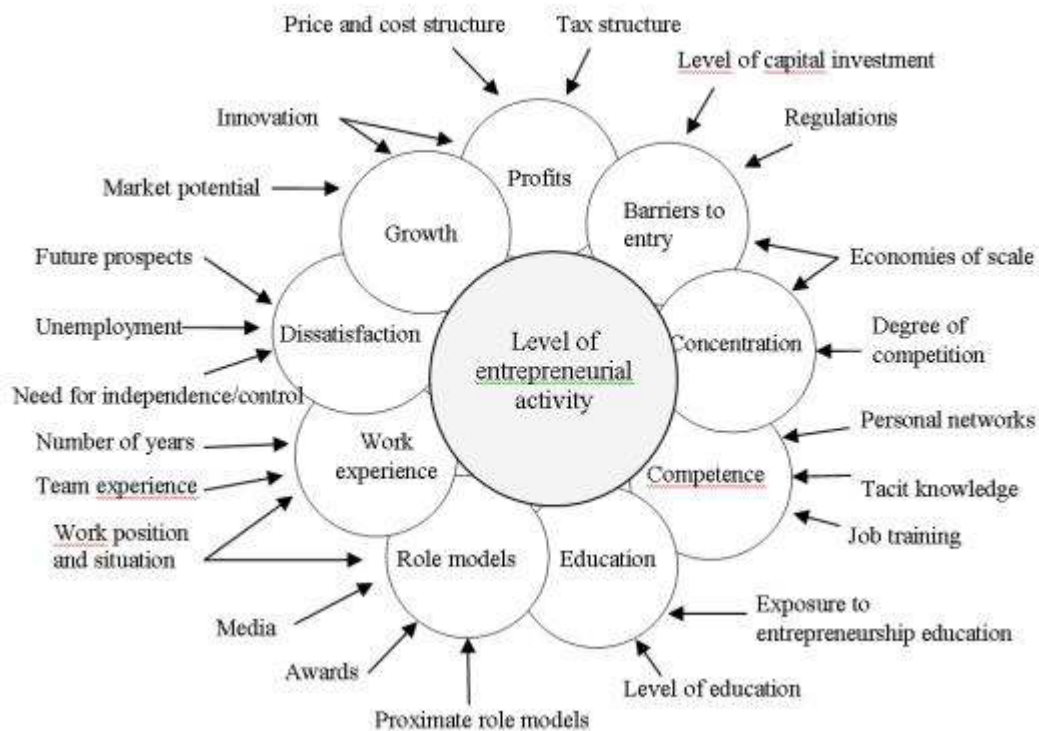 Price and cost structure
Tax structure
Level of capital investment
Innovation
Regulations
Profits
Market potential
Growth
Barriers to
entry
Future prospects
Economies of scale
Unemployment
Dissatisfaction
Level of
entrepreneurial
activity
Concentration
Degree of
competition
Need for independence/control
Personal networks
Number of years
Work
experience
Team experience
Competence
Tacit knowledge
Work position
and situation
Job training
Role models
Education
Media
Exposure to
entrepreneurship education
Awards
Level of education
Proximate role models